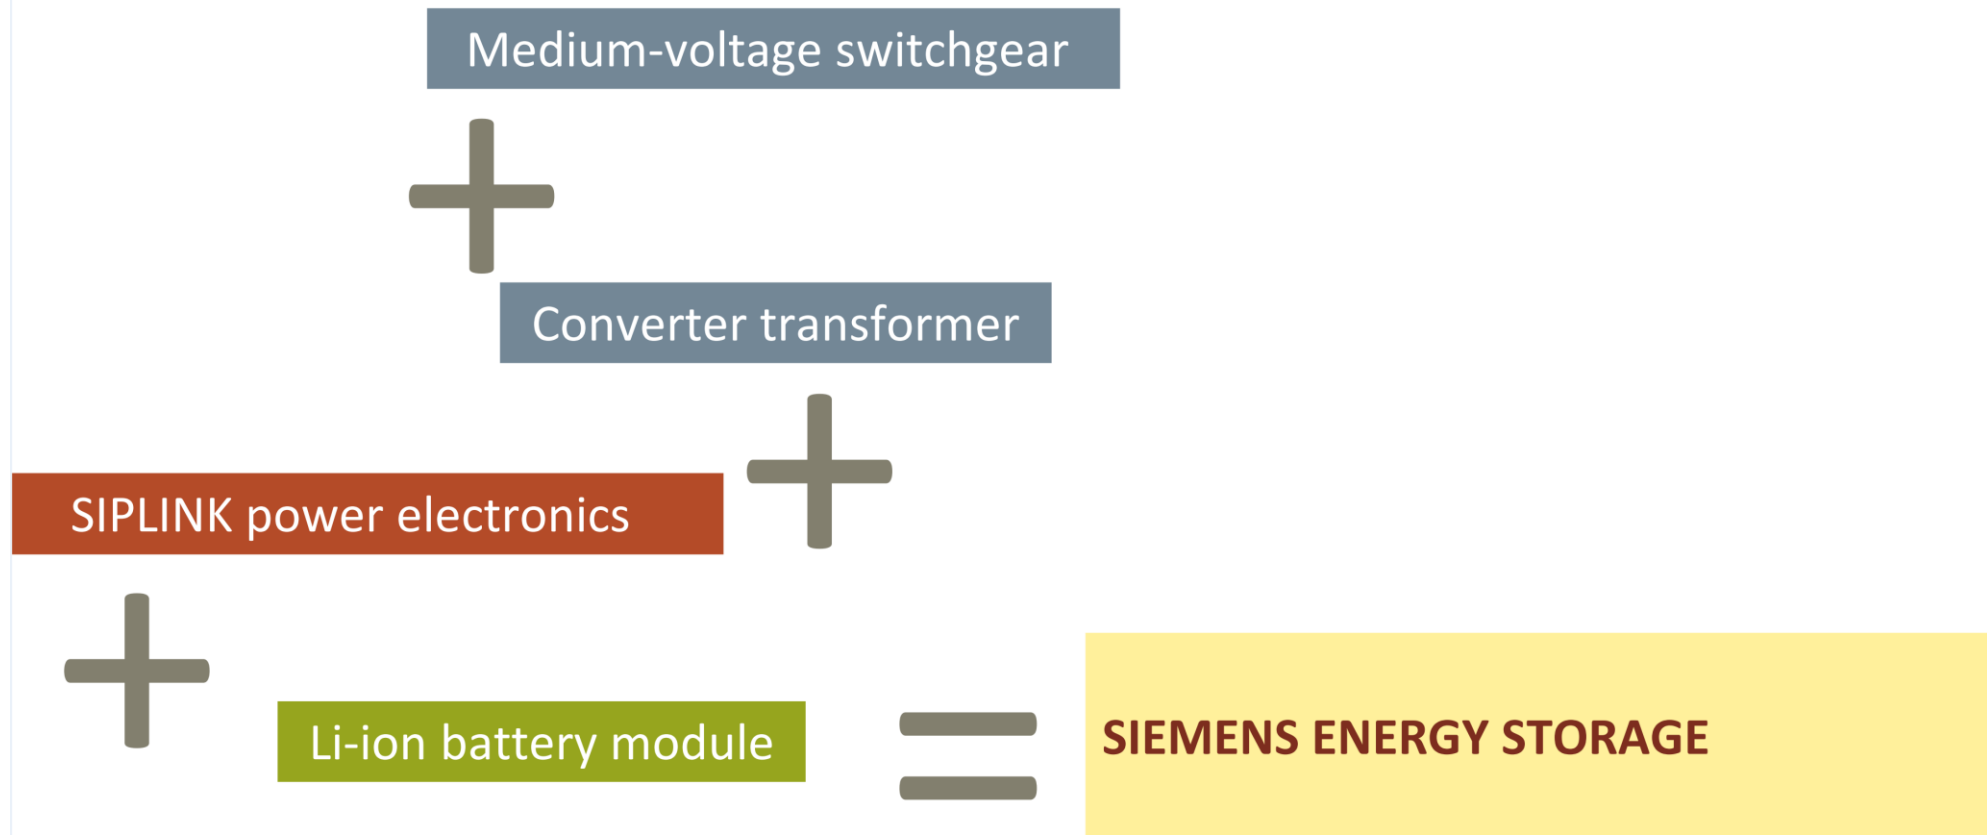 Medium-voltage switchgear
Converter transformer
SIPLINK power electronics
Li-ion battery module
SIEMENS ENERGY STORAGE